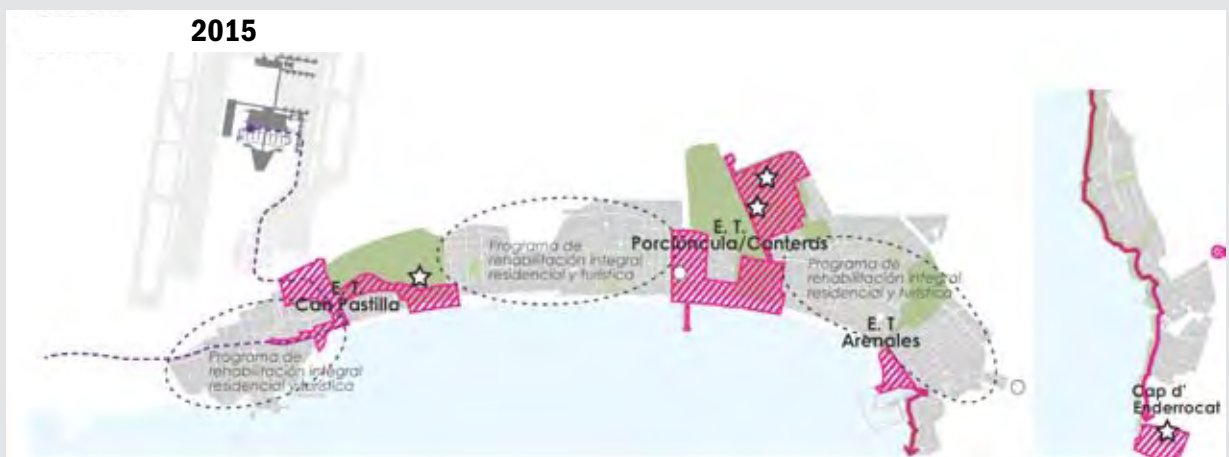 2015
E. T.
Porciúncula/Canteras
Programa de
rehabilitación integral
residencial y turística
Programa de
rehabilitación integral
residencial y turística
E. T.
Can Pastilla
E. T.
Arenales
Programa de
rehabilitación integral
residencial y turística
Cap d'
Enderrocat